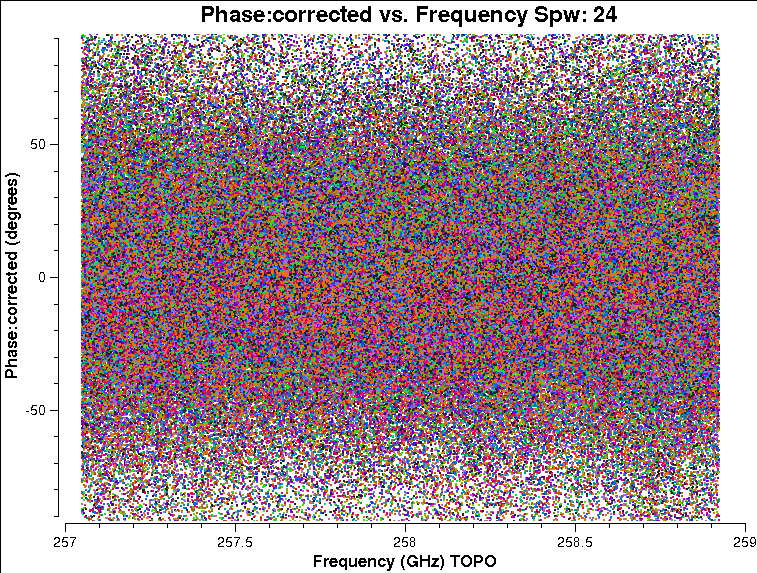 Phase:corrected vs. Frequency Spw: 24
Phase:corrected (degrees)
50
0
-50
257
257.5
258
258.5
259
Frequency (GHz) TOPO